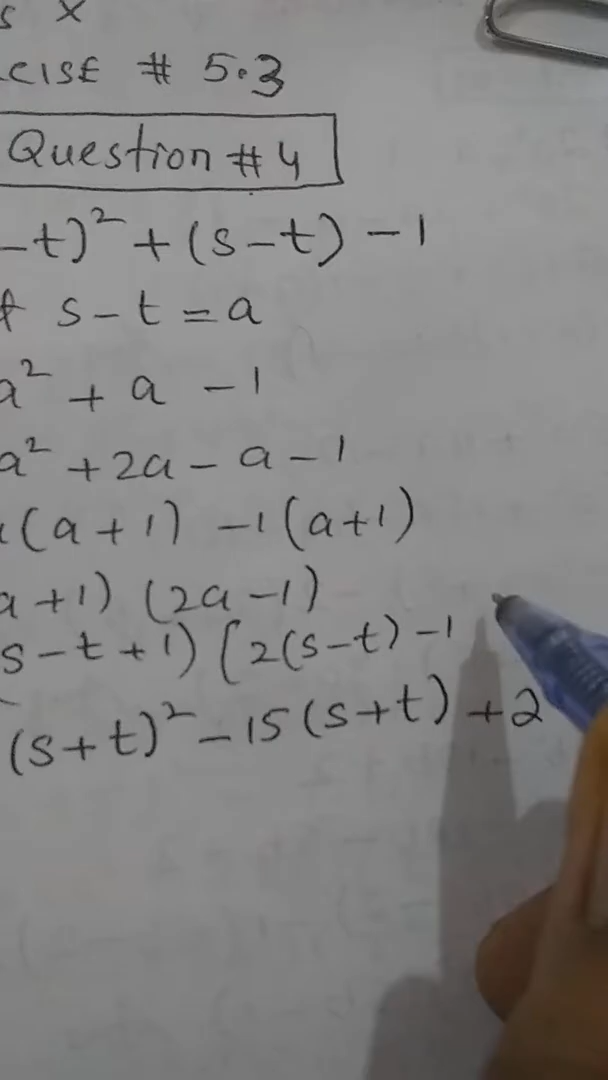 s x
CISE # 5.3
Question # 4
-t)² + (s-t) - 1
s-t = a
a² + a - 1
a² + 2a - a - 1
(a + 1) - 1(a+1)
a + 1) (2a - 1)
s - t + 1) (2(s-t) - 1
(s+t)² - 15(s+t) + 2